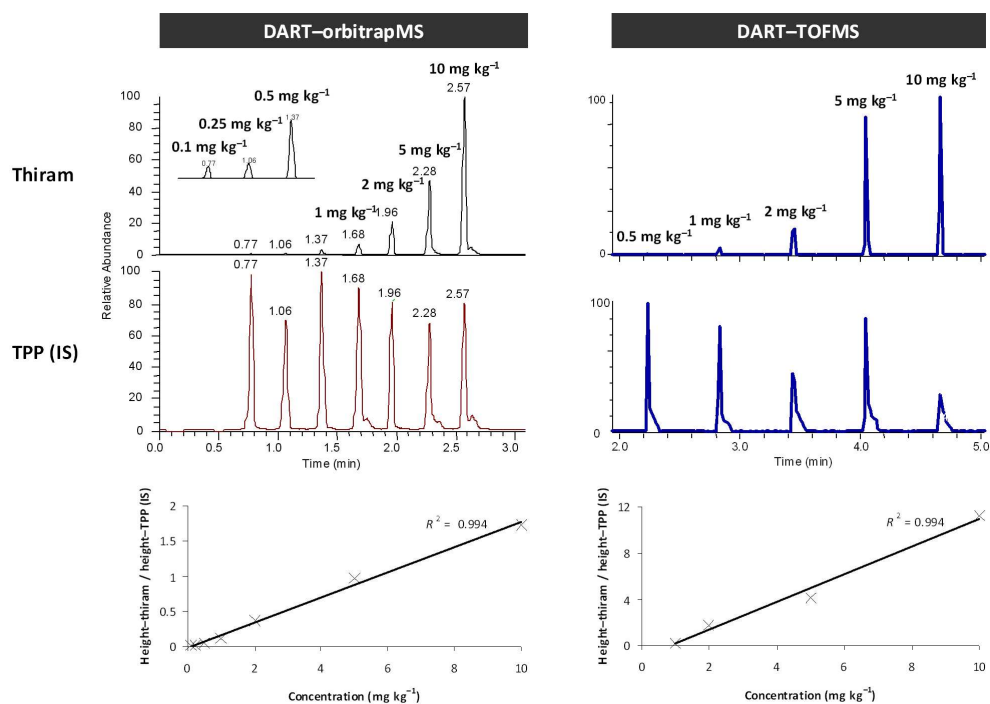 DART–orbitrapMS
DART–TOFMS
Thiram
TPP (IS)
Relative Abundance
10 mg kg–1
2.57
0.5 mg kg–1
1.37
0.25 mg kg–1
1.06
0.1 mg kg–1
0.77
5 mg kg–1
2.28
2 mg kg–1
1.96
1 mg kg–1
1.68
0.77 1.06 1.37
100
80
60
40
20
0
0.77
1.06
1.37
1.68
1.96
2.28
2.57
100
80
60
40
20
0
0.0 0.5 1.0 1.5 2.0 2.5 3.0
Time (min)
10 mg kg–1
5 mg kg–1
2 mg kg–1
1 mg kg–1
0.5 mg kg–1
100
0
100
0
2.0 3.0 4.0 5.0
Time (min)
Height–thiram / height–TPP (IS)
2
1.5
1
0.5
0
R2 = 0.994
0 2 4 6 8 10
Concentration (mg kg–1)
Height–thiram / height–TPP (IS)
12
8
4
0
R2 = 0.994
0 2 4 6 8 10
Concentration (mg kg–1)